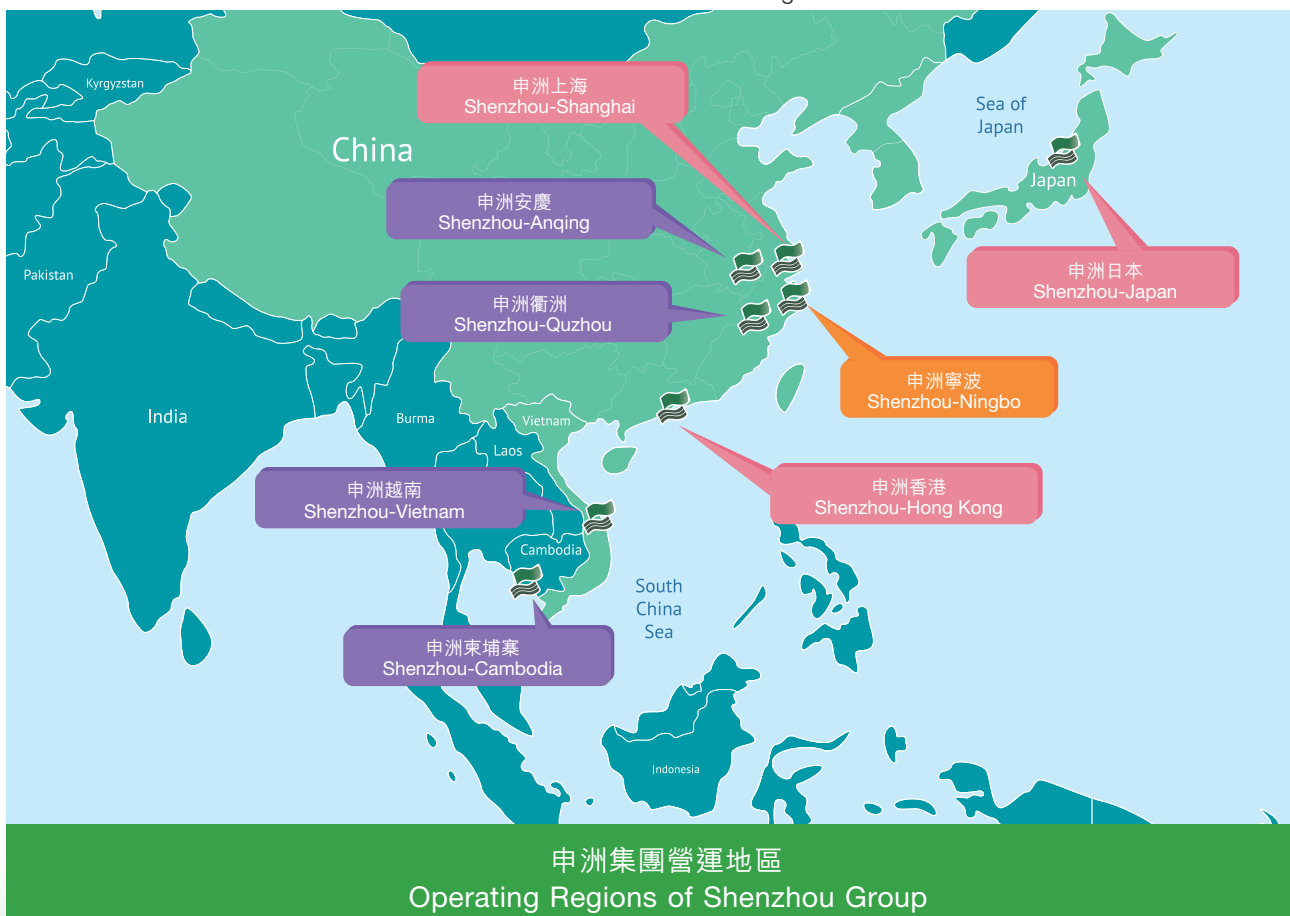 Kyrgyzstan
申洲上海
Shenzhou-Shanghai
Sea of
Japan
China
Japan
申洲安慶
Shenzhou-Anqing
Pakistan
申洲日本
Shenzhou-Japan
申洲衢洲
Shenzhou-Quzhou
申洲寧波
Shenzhou-Ningbo
India
Burma
Vietnam
Laos
申洲越南
Shenzhou-Vietnam
申洲香港
Shenzhou-Hong Kong
Cambodia
South
China
Sea
申洲柬埔寨
Shenzhou-Cambodia
Indonesia
申洲集團營運地區
Operating Regions of Shenzhou Group